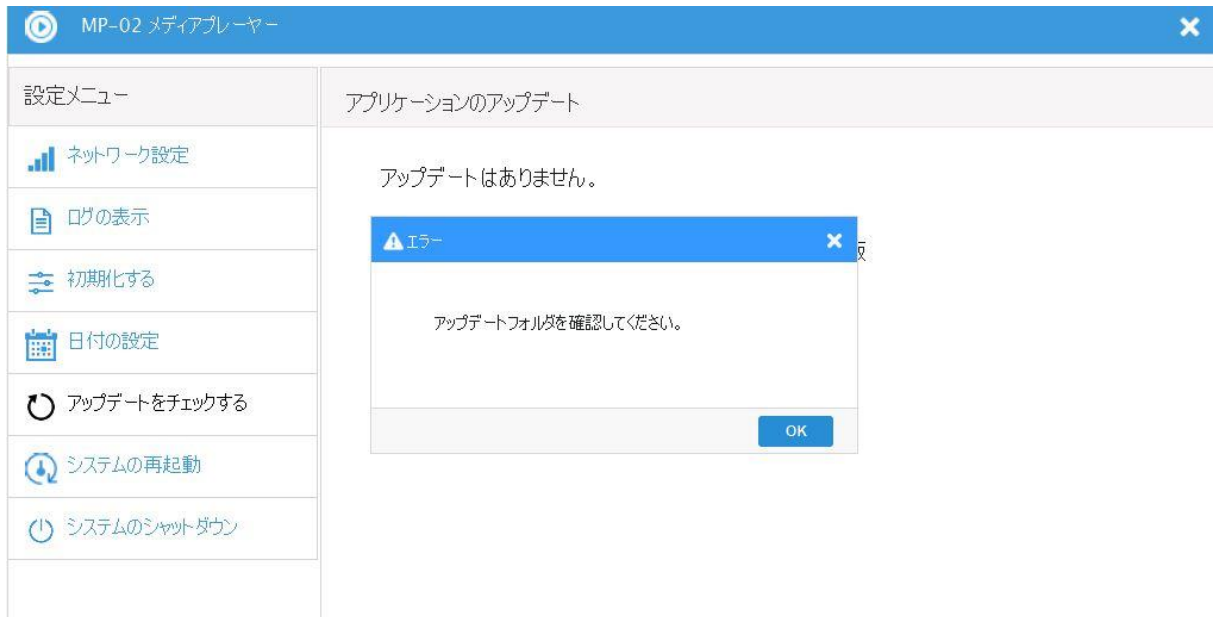 MP-02 メディアプレーヤー
設定メニュー
ネットワーク設定
ログの表示
初期化する
日付の設定
アップデートをチェックする
システムの再起動
システムのシャットダウン
アプリケーションのアップデート
アップデートはありません。
エラー
アップデートフォルダを確認してください。
OK